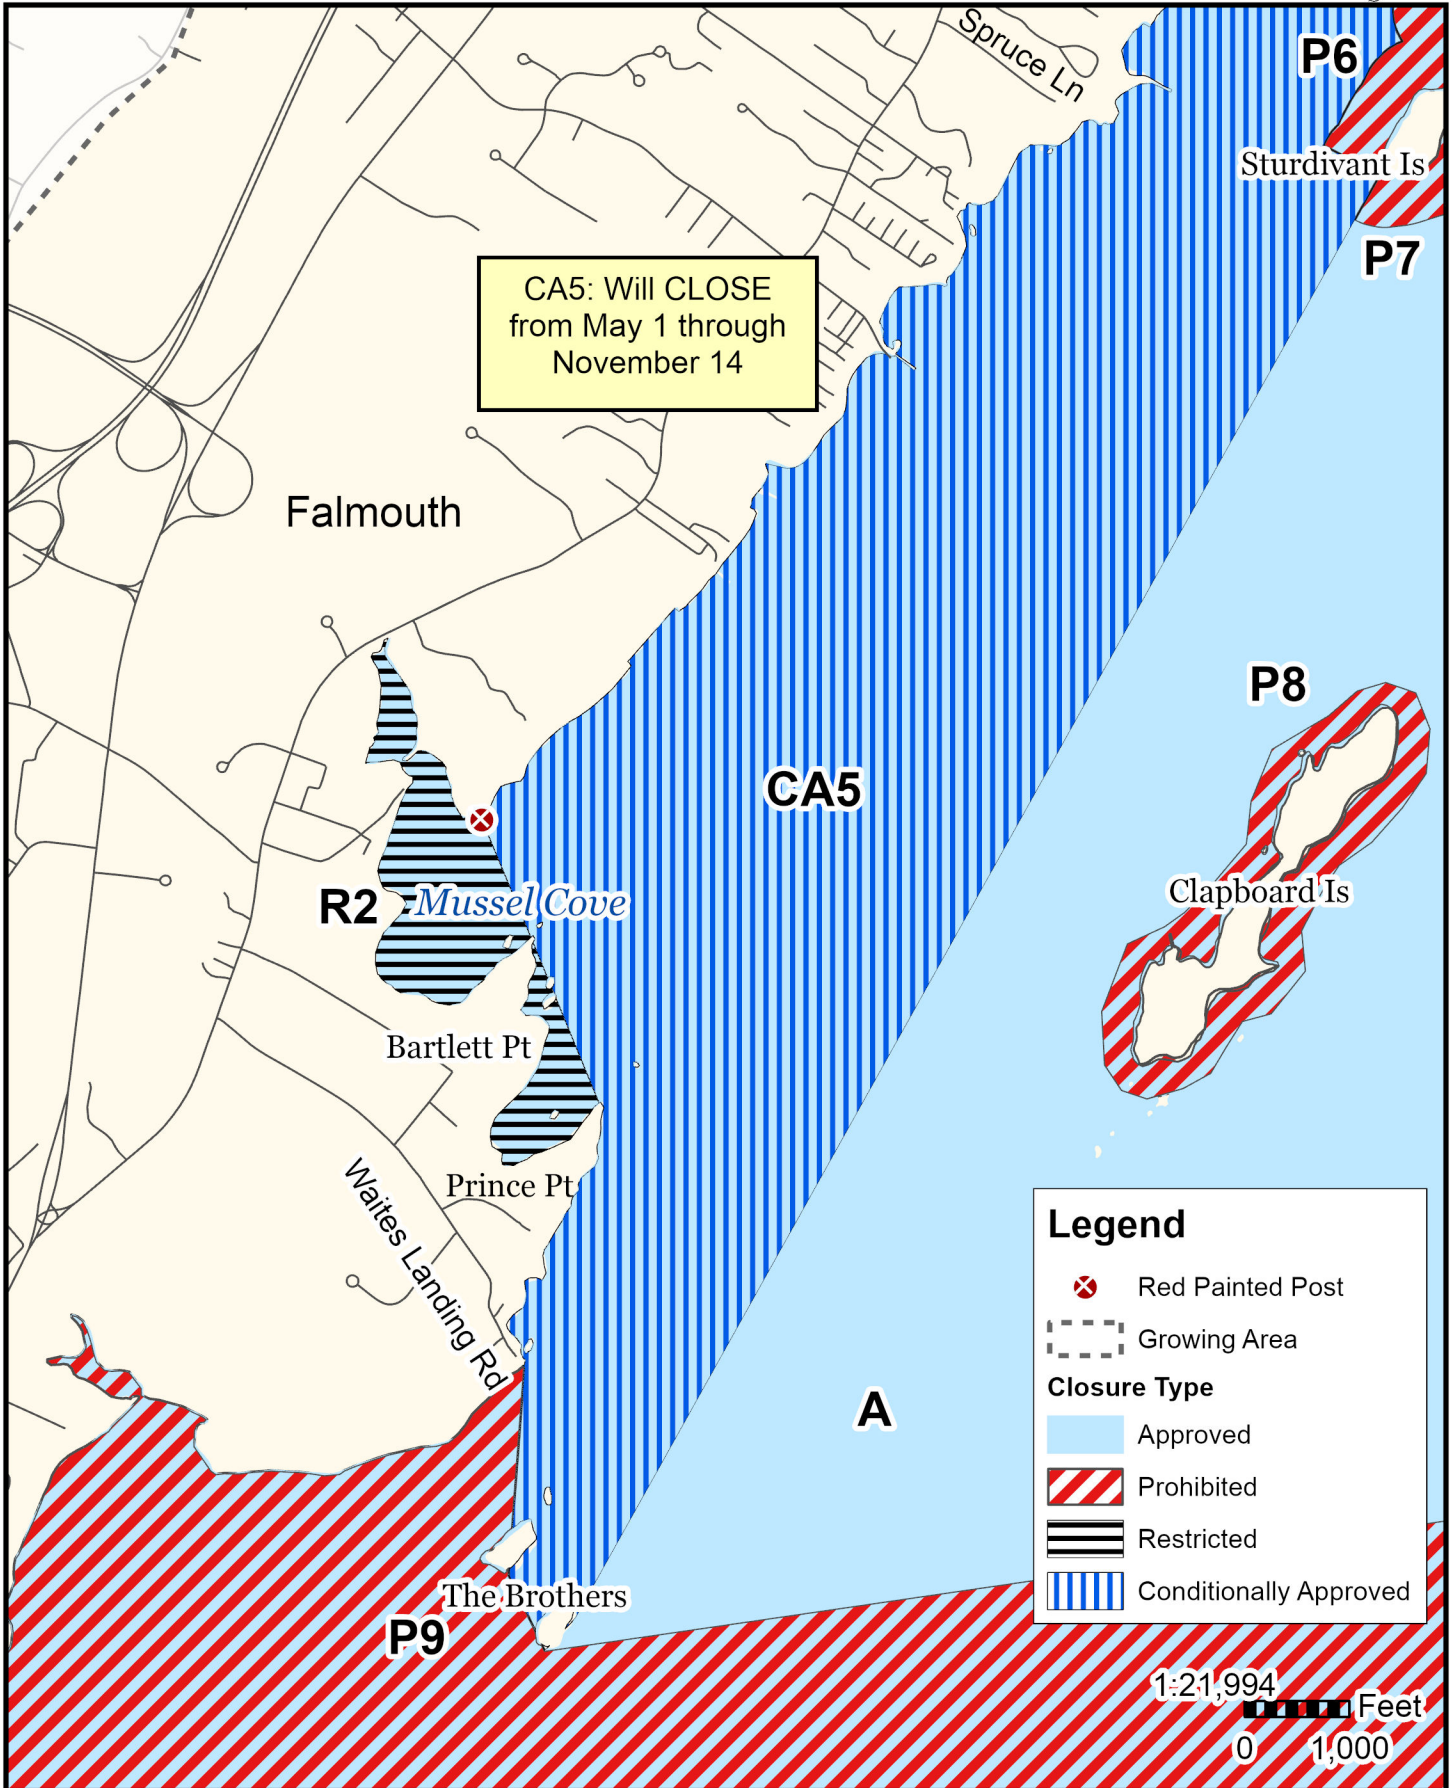 Spruce Ln
P6
Sturdivant Is
P7
CA5: Will CLOSE
from May 1 through
November 14
Falmouth
P8
CA5
Clapboard Is
R2
Mussel Cove
Bartlett Pt
Prince Pt
Waites Landing Rd
Legend
Red Painted Post
Growing Area
Closure Type
Approved
Prohibited
Restricted
Conditionally Approved
A
The Brothers
P9
1:21,994
Feet
0 1,000